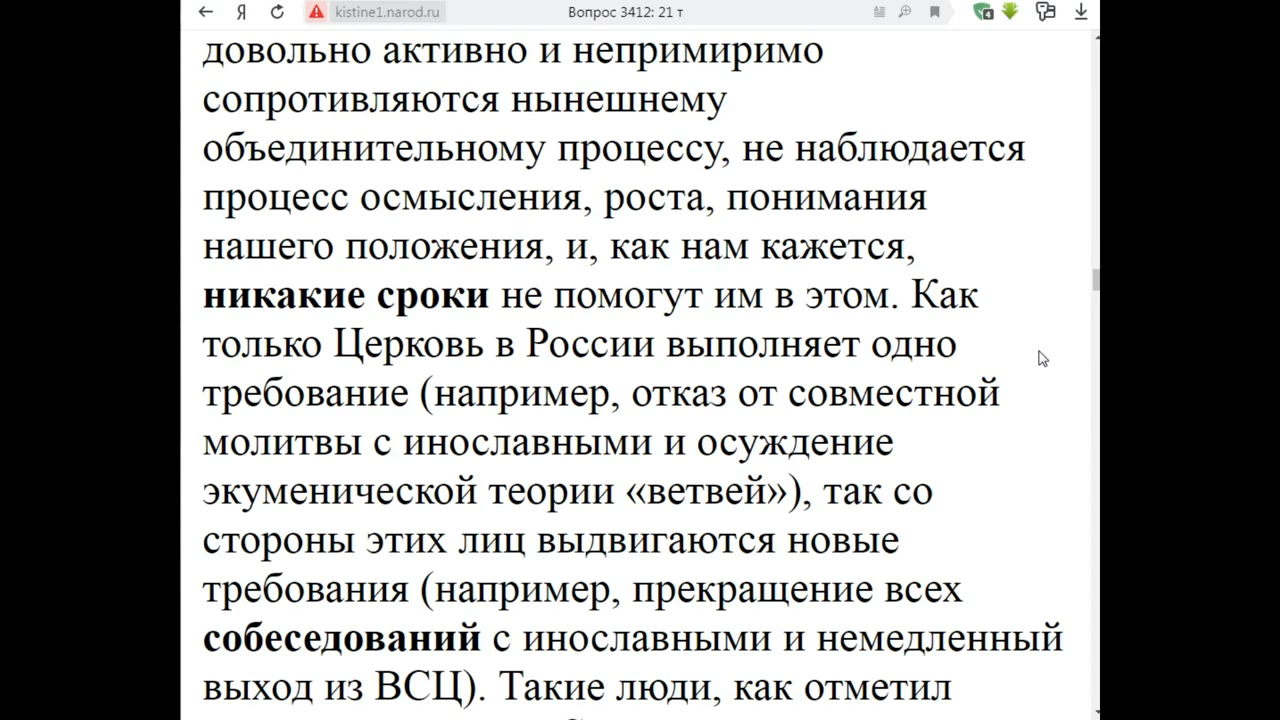 kistine1.narod.ru
Вопрос 3412: 21 т
4
довольно активно и непримиримо
сопротивляются нынешнему
объединительному процессу, не наблюдается
процесс осмысления, роста, понимания
нашего положения, и, как нам кажется,
никакие сроки не помогут им в этом. Как
только Церковь в России выполняет одно
требование (например, отказ от совместной
молитвы с инославными и осуждение
экуменической теории «ветвей»), так со
стороны этих лиц выдвигаются новые
требования (например, прекращение всех
собеседований с инославными и немедленный
выход из ВСЦ). Такие люди, как отметил